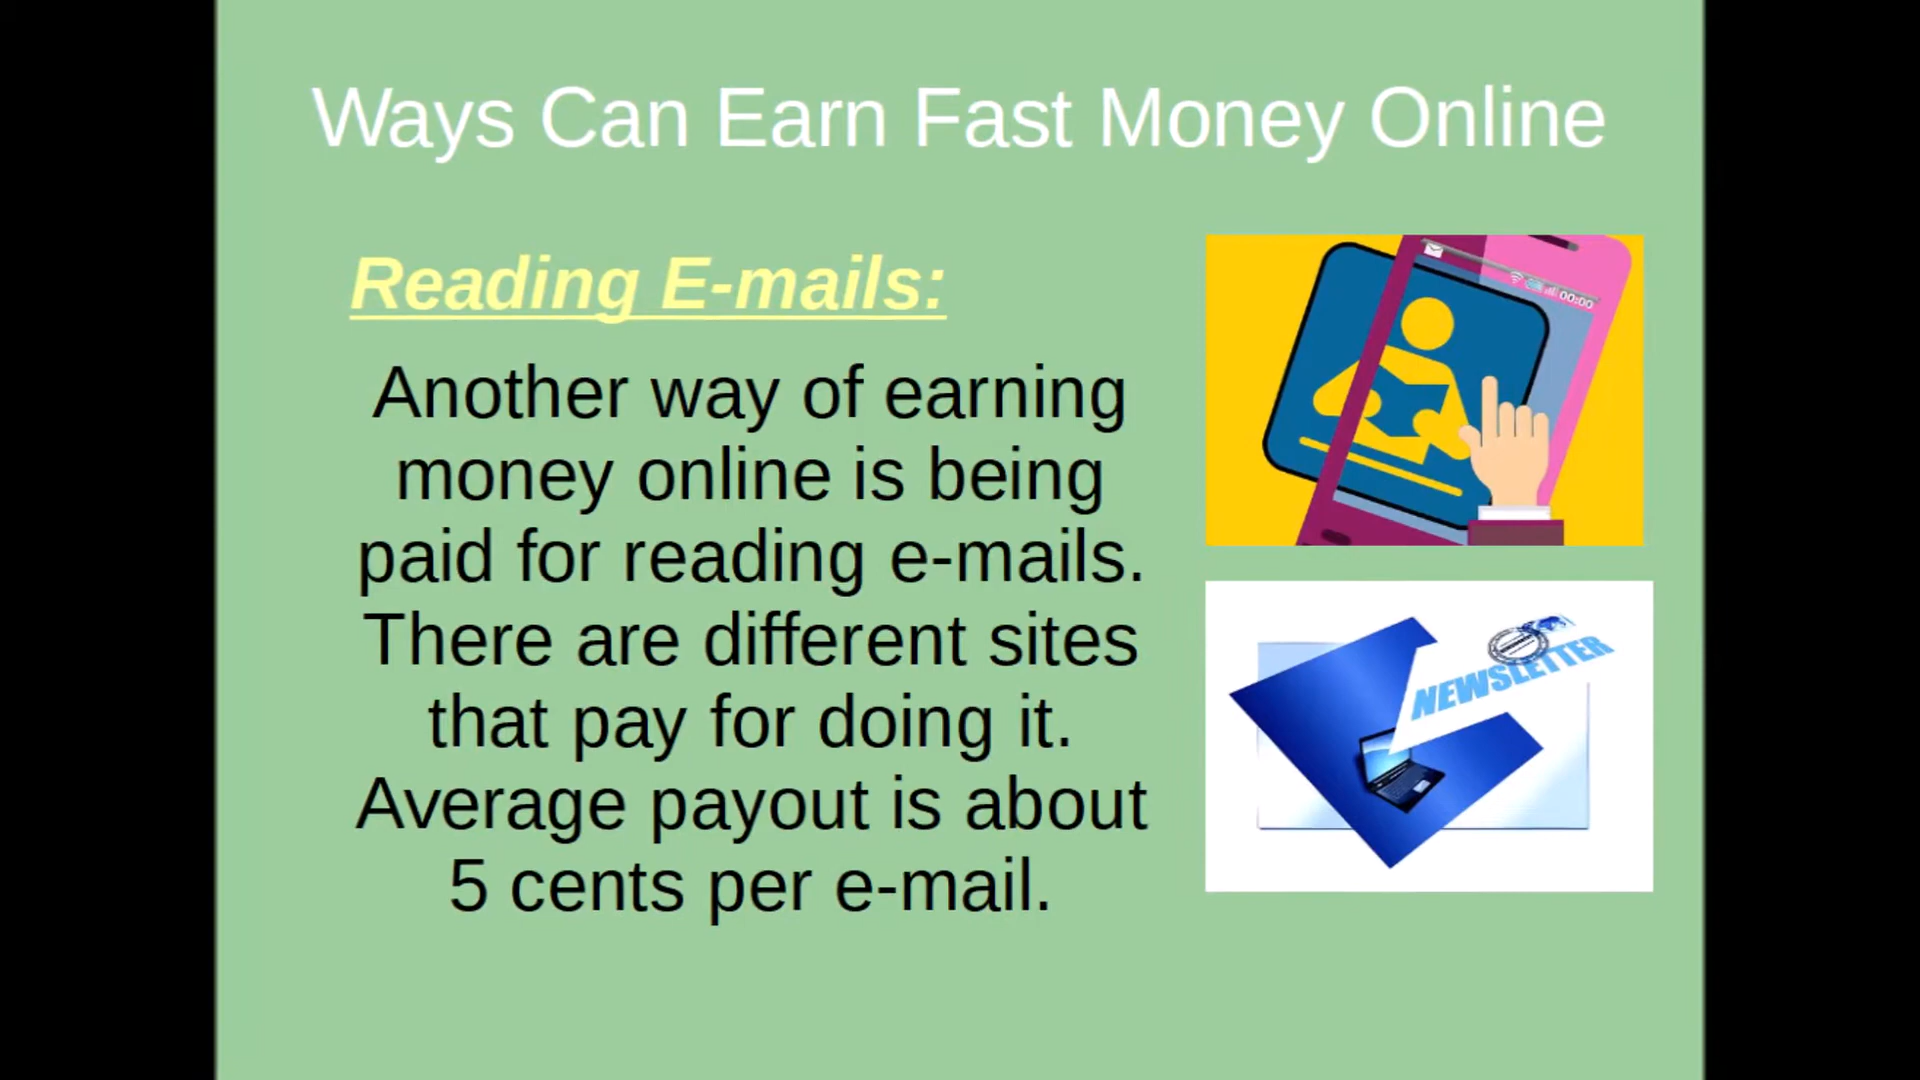 Ways Can Earn Fast Money Online
Reading E-mails:
Another way of earning
money online is being
paid for reading e-mails.
There are different sites
that pay for doing it.
Average payout is about
5 cents per e-mail.
00:00
NEWSLETTER